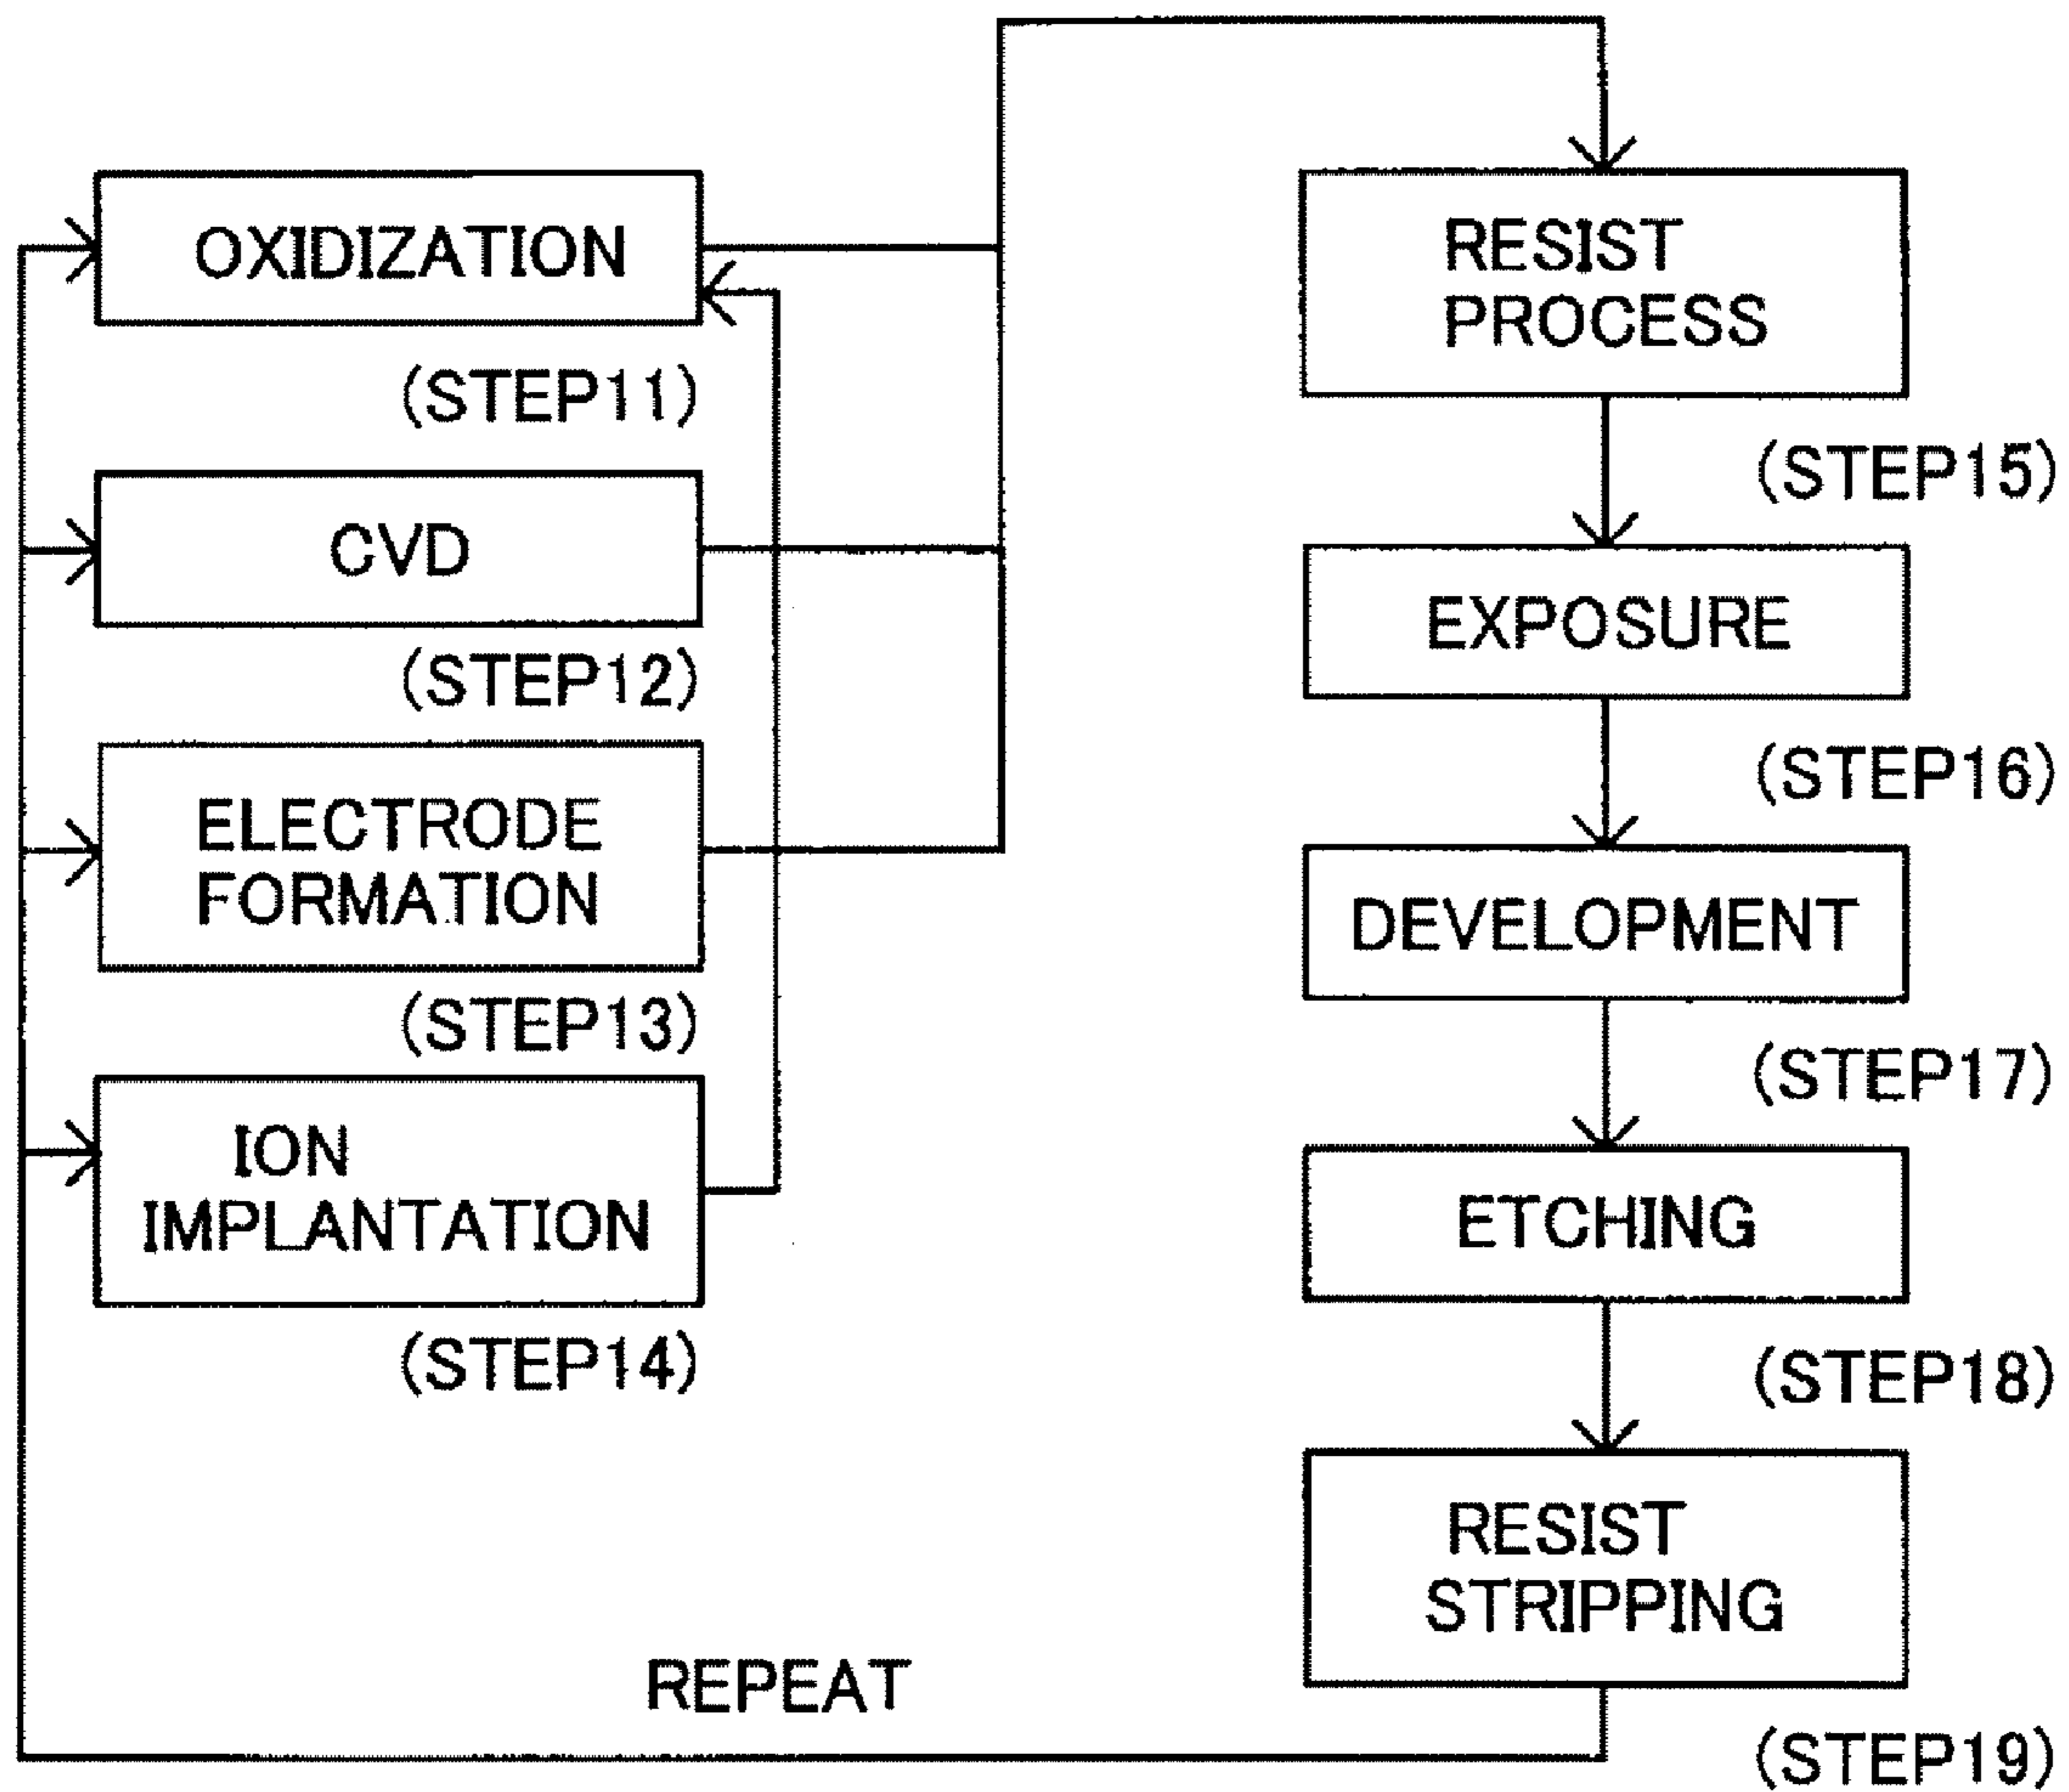 OXIDIZATION
(STEP11)
CVD
(STEP12)
ELECTRODE
FORMATION
(STEP13)
ION
IMPLANTATION
(STEP14)
RESIST
PROCESS
(STEP15)
EXPOSURE
(STEP16)
DEVELOPMENT
(STEP17)
ETCHING
(STEP18)
RESIST
STRIPPING
(STEP19)
REPEAT